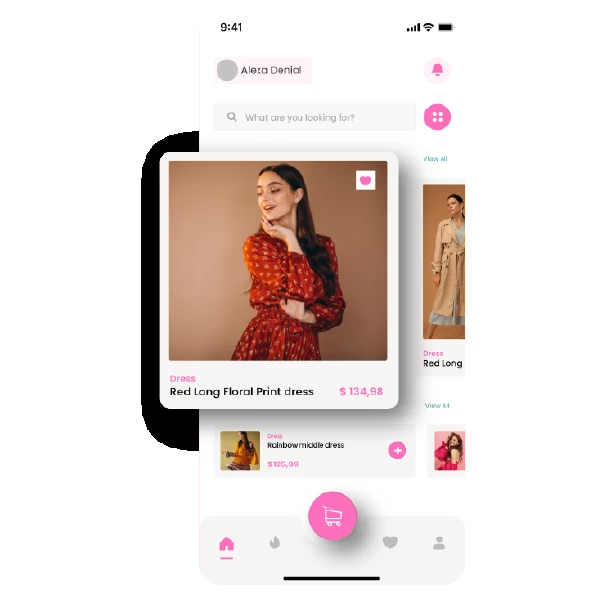 9:41
Alexa Denial
What are you looking for?
View All
Dress
Red Long Floral Print dress
$ 134,98
Dress
Red Long
View All
Dress
Rainbow middle dress
$125,99